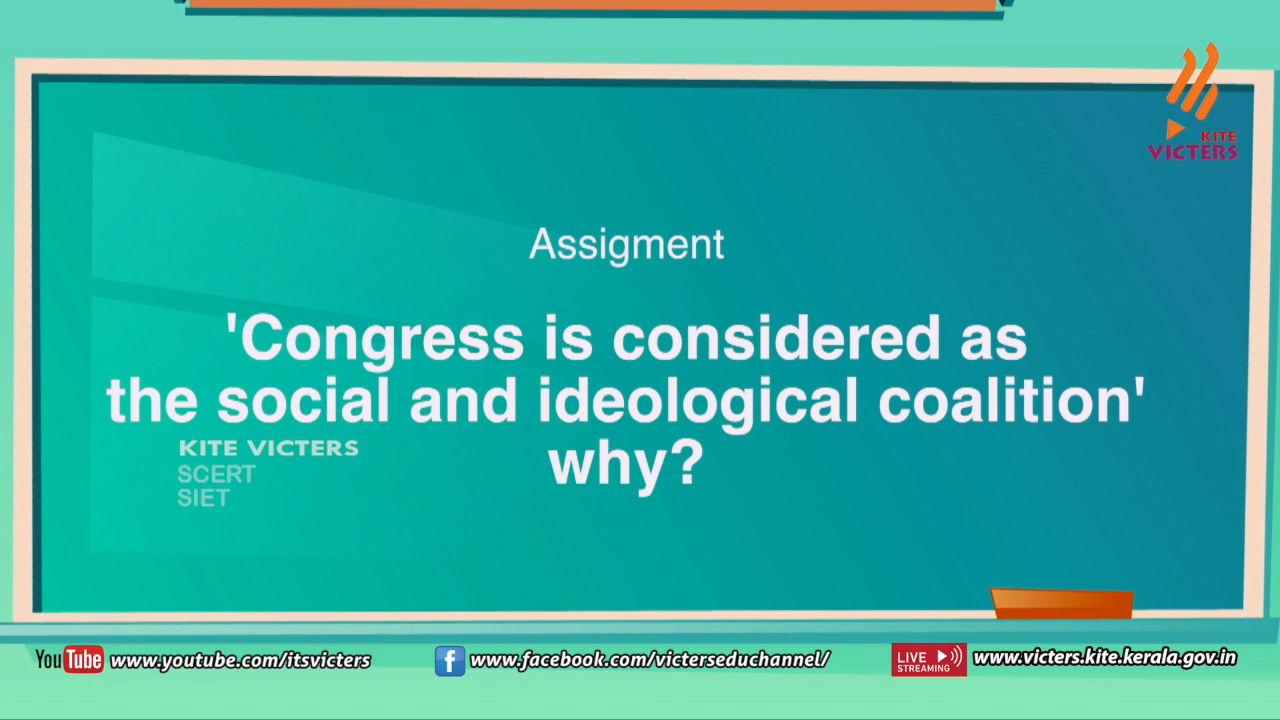 KITE
VICTERS
Assigment
'Congress is considered as
the social and ideological coalition'
why?
KITE VICTERS
SCERT
SIET
YouTube www.youtube.com/itsvicters
f www.facebook.com/victerseduchannel/
LIVE
STREAMING
www.victers.kite.kerala.gov.in